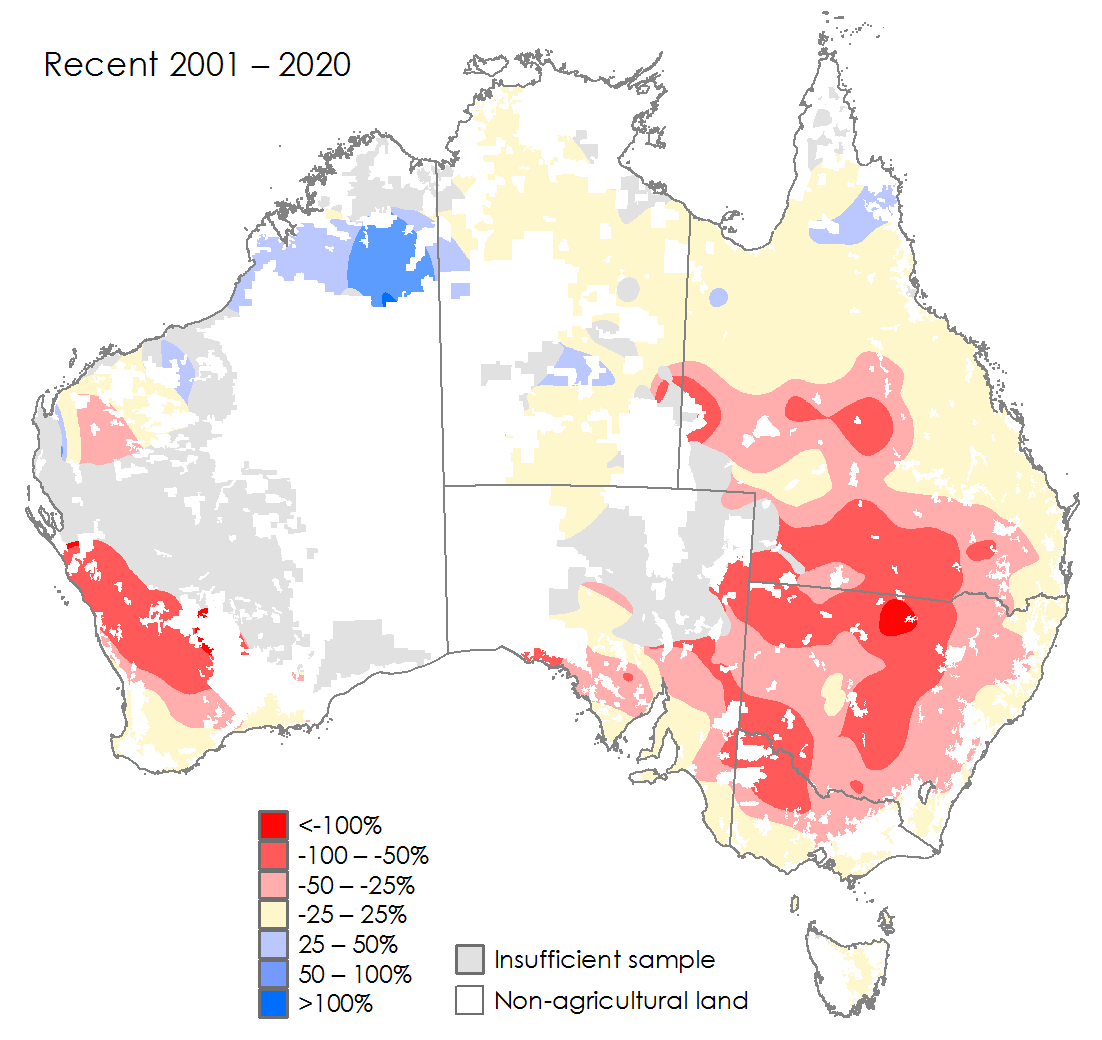 Recent 2001 – 2020
<-100%
-100 – -50%
-50 – -25%
-25 – 25%
25 – 50%
50 – 100%
>100%
Insufficient sample
Non-agricultural land